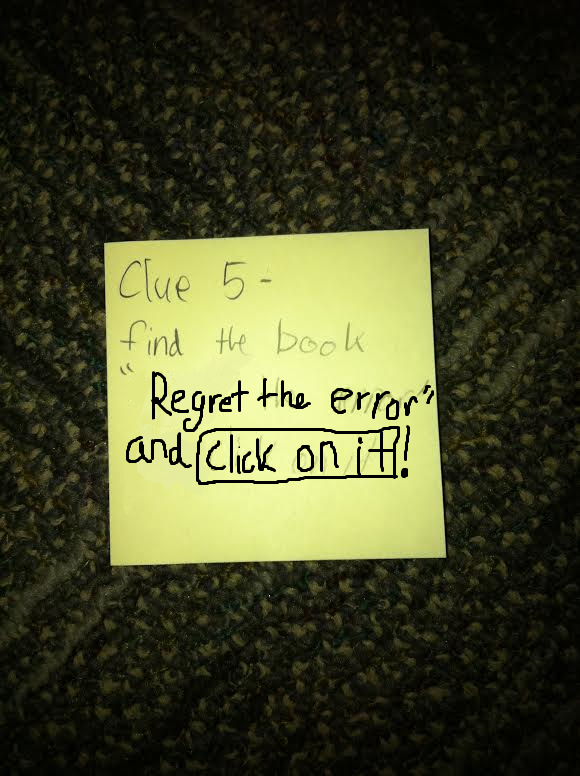 Clue 5-
find the book
"
Regret the error"
and click on it!